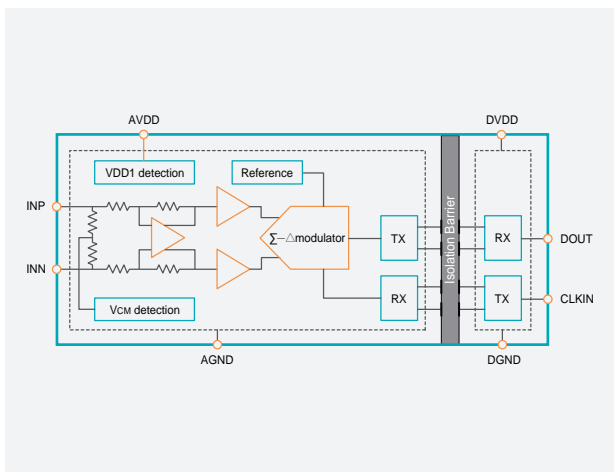 AVDD
DVDD
VDD1 detection
Reference
INP
INN
∑−△modulator
TX
RX
Isolation Barrier
RX
TX
DOUT
CLKIN
VCM detection
AGND
DGND